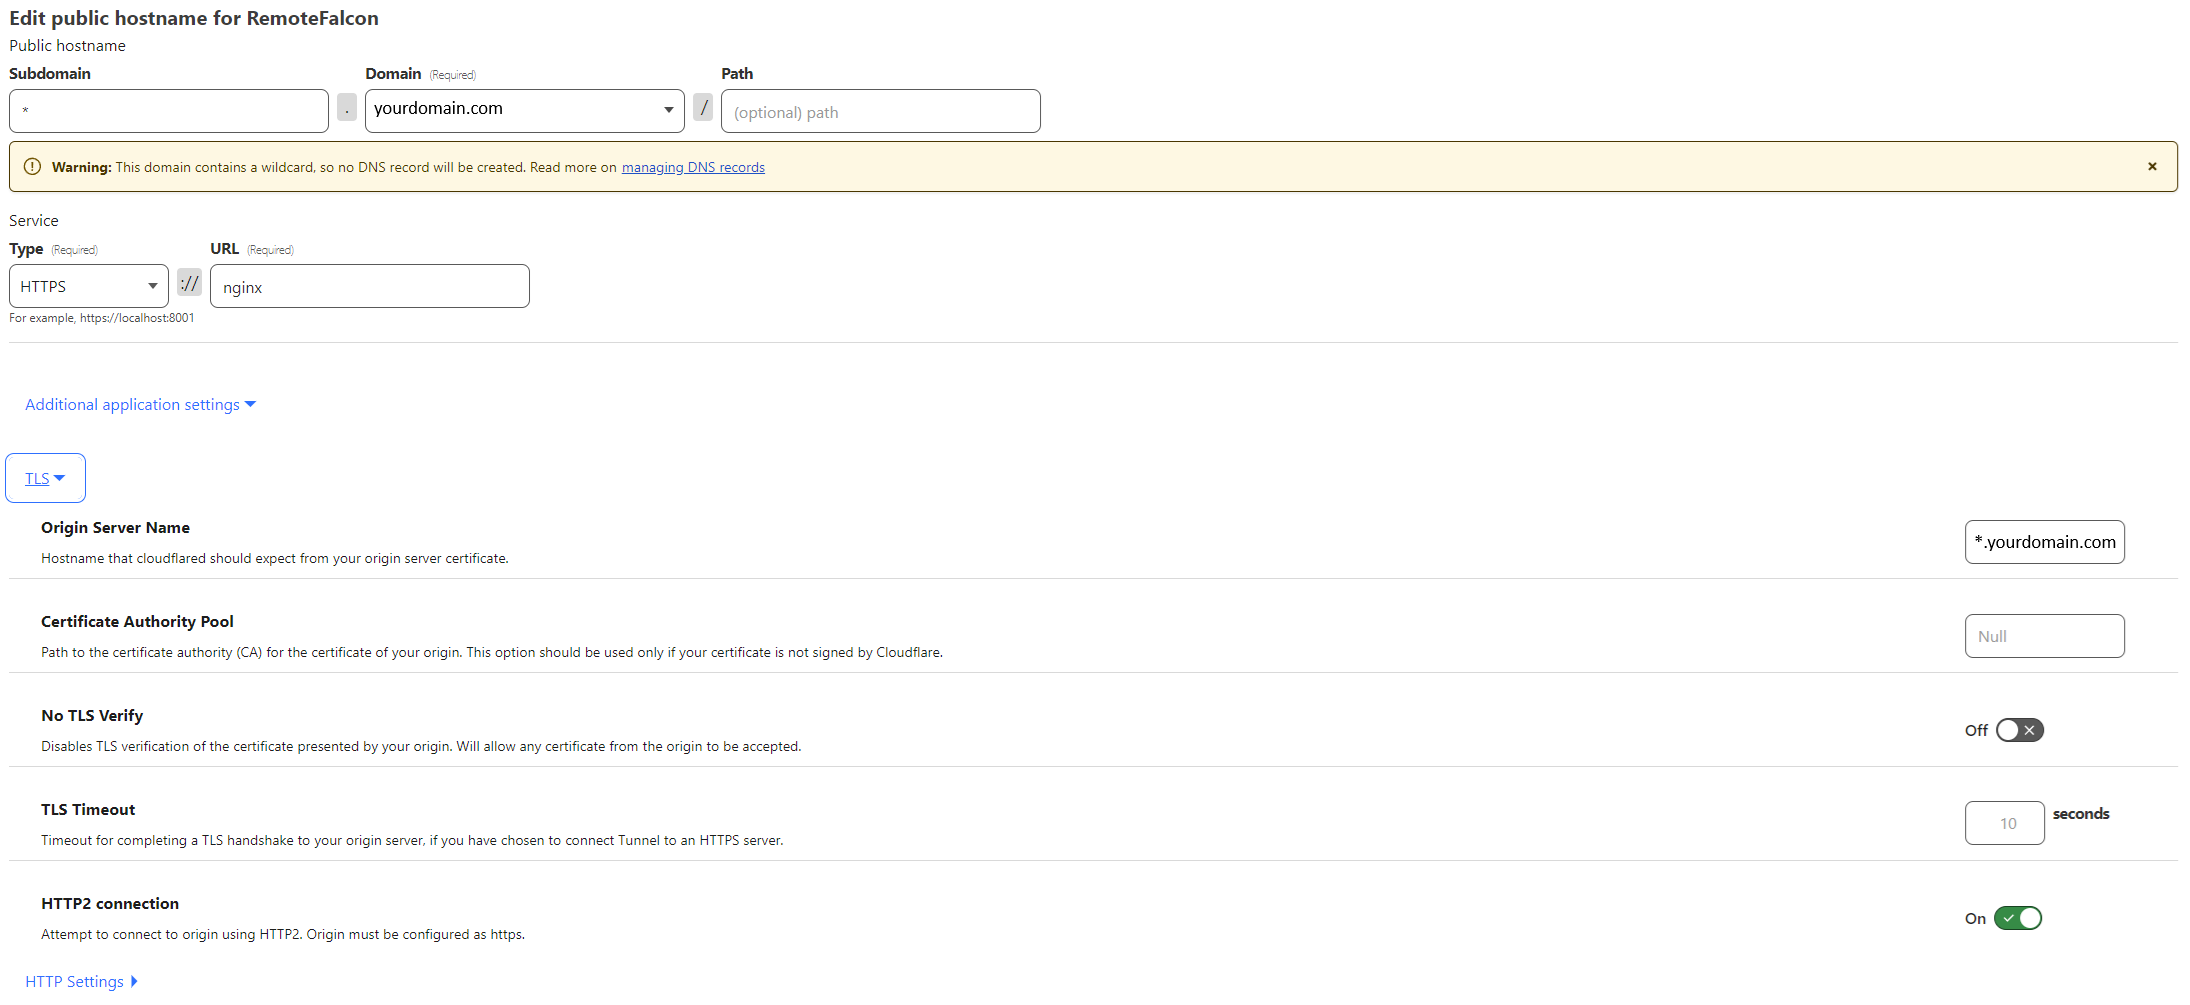 Edit public hostname for RemoteFalcon
Public hostname
Subdomain Domain (Required) Path
* . yourdomain.com / (optional) path
Warning: This domain contains a wildcard, so no DNS record will be created. Read more on managing DNS records ×
Service
Type (Required) URL (Required)
HTTPS :// nginx
For example, https://localhost:8001
Additional application settings
TLS
Origin Server Name
Hostname that cloudflared should expect from your origin server certificate.
*.yourdomain.com
Certificate Authority Pool
Path to the certificate authority (CA) for the certificate of your origin. This option should be used only if your certificate is not signed by Cloudflare.
Null
No TLS Verify
Disables TLS verification of the certificate presented by your origin. Will allow any certificate from the origin to be accepted.
Off
TLS Timeout
Timeout for completing a TLS handshake to your origin server, if you have chosen to connect Tunnel to an HTTPS server.
10 seconds
HTTP2 connection
Attempt to connect to origin using HTTP2. Origin must be configured as https.
On
HTTP Settings